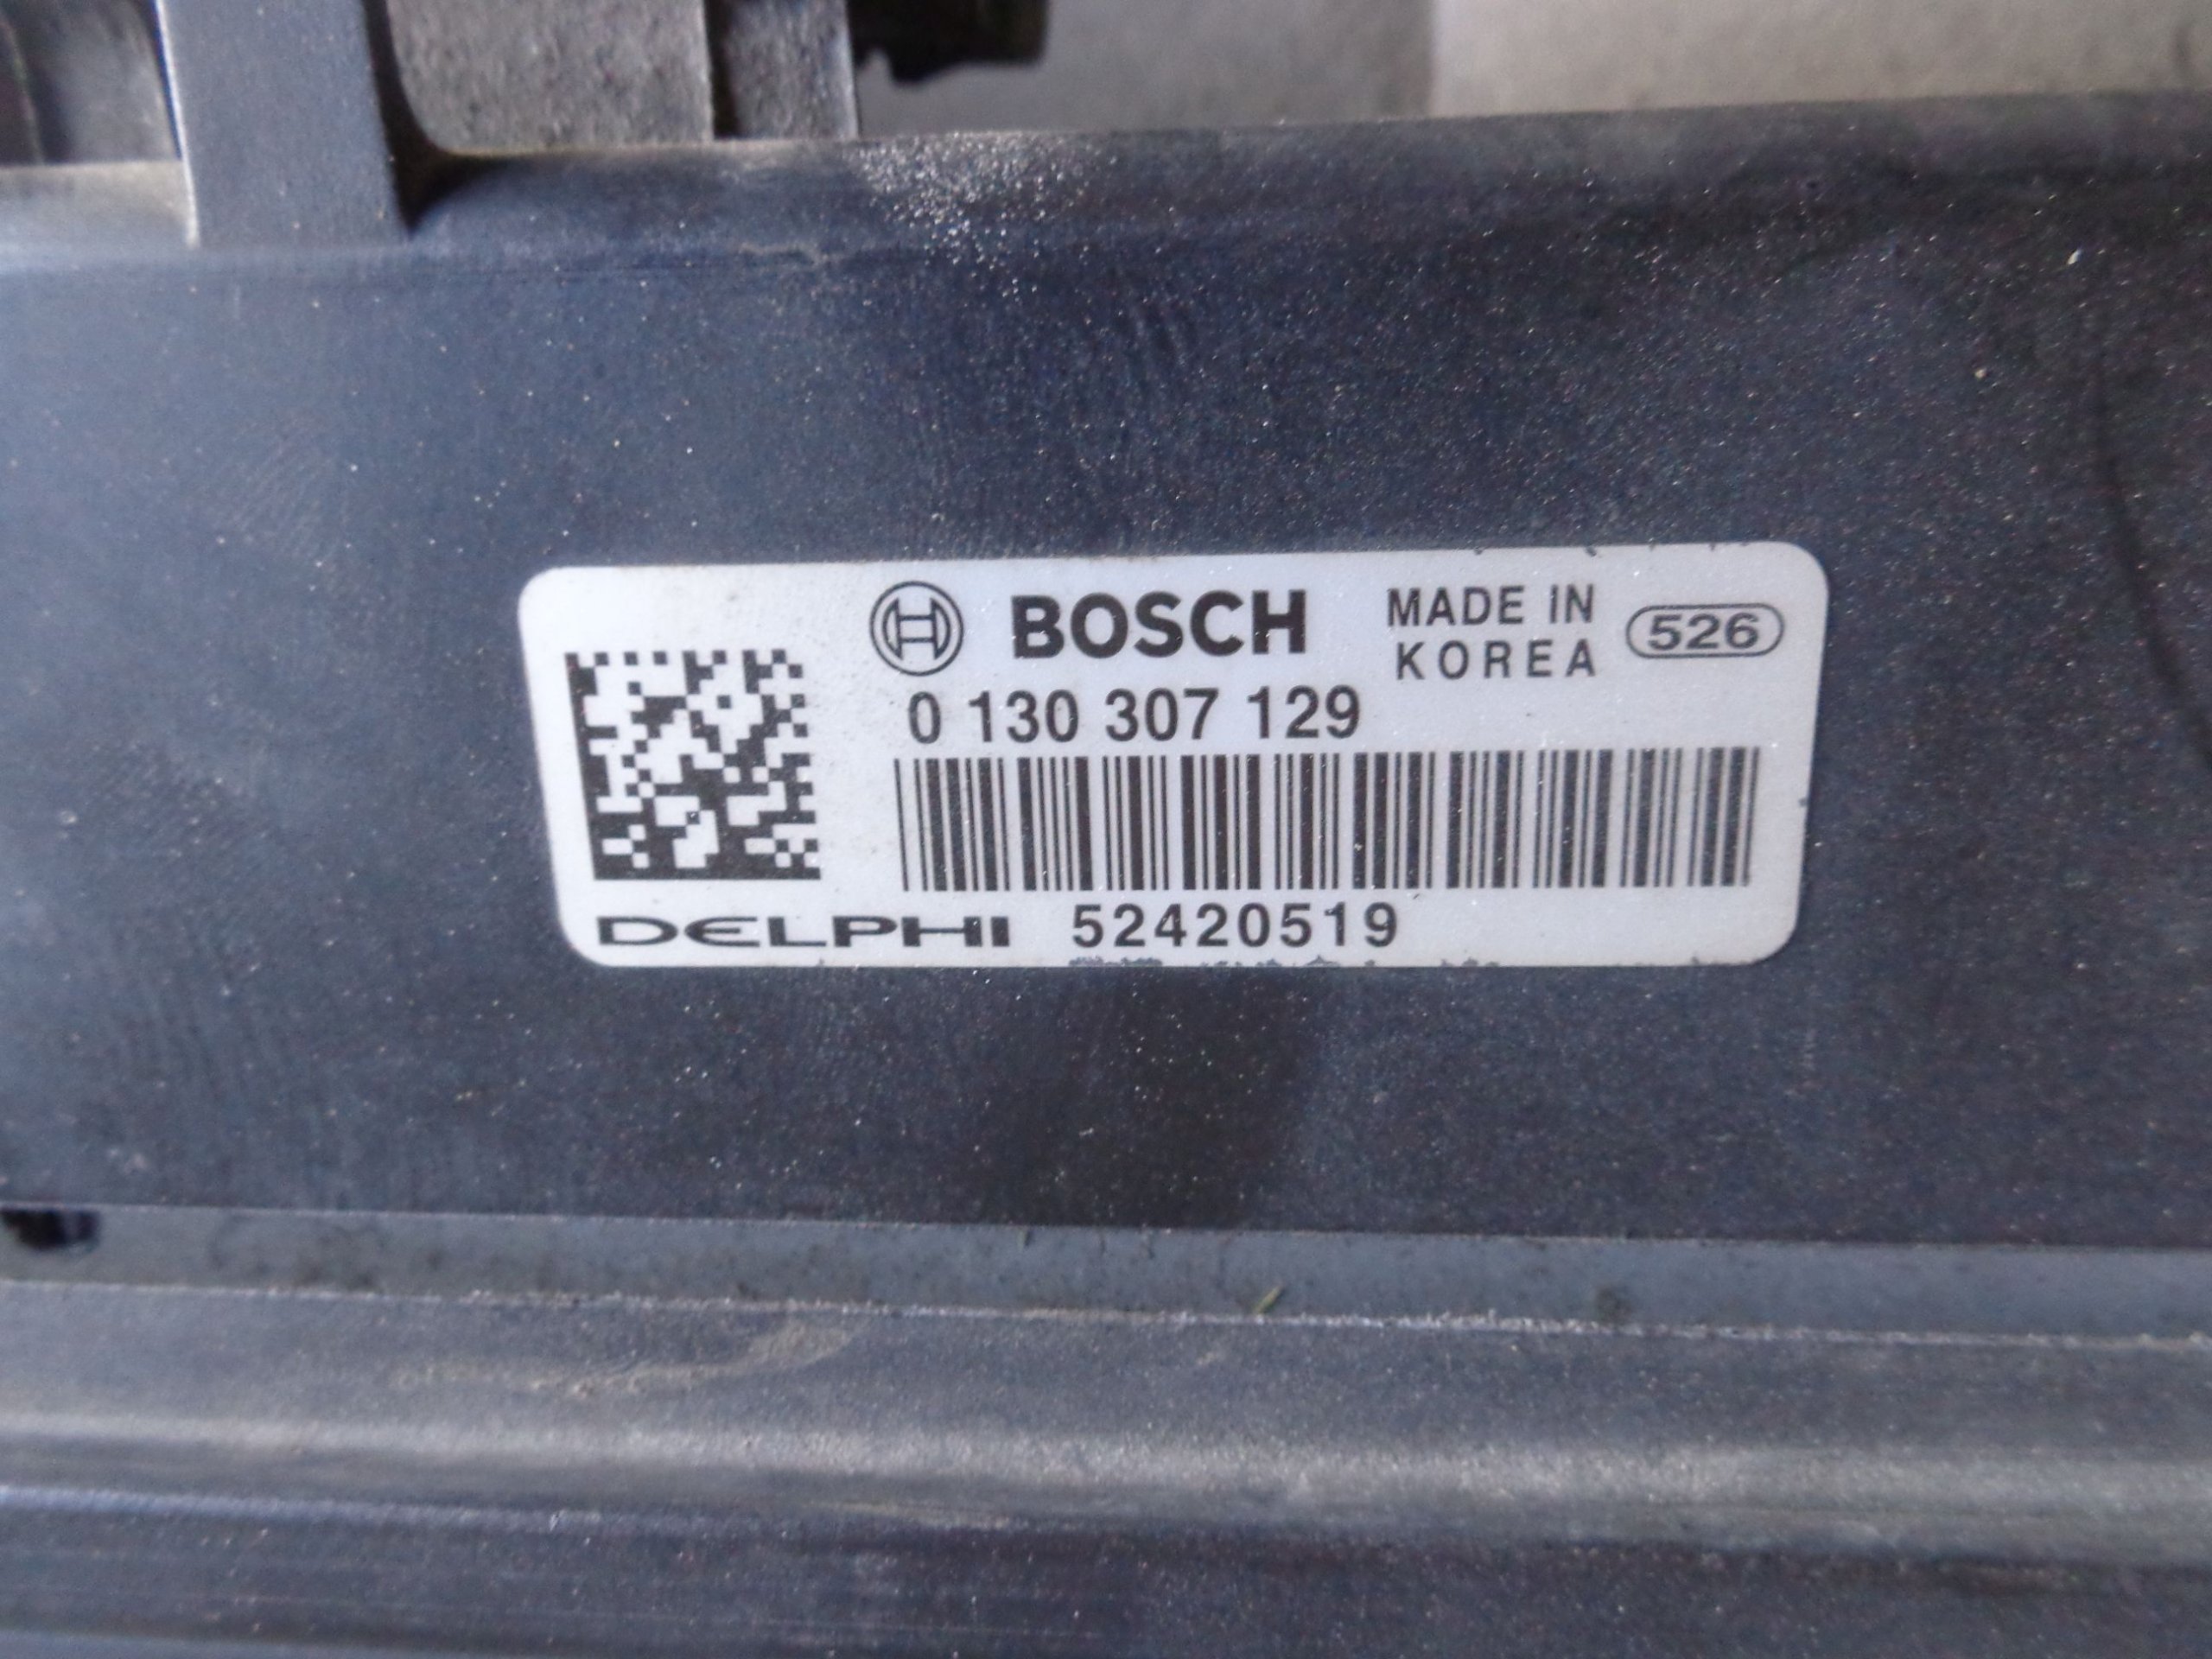 BOSCH
MADE IN
KOREA
526
0 130 307 129
DELPHI 52420519